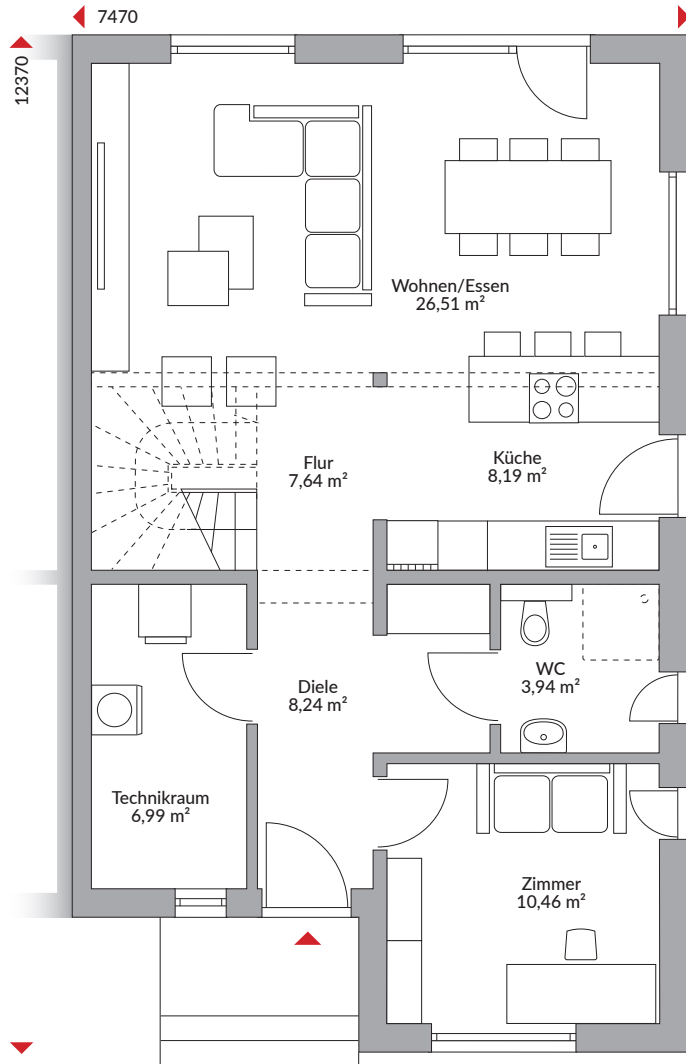 7470
12370
Wohnen/Essen
26,51 m²
Flur
7,64 m²
Küche
8,19 m²
Diele
8,24 m²
WC
3,94 m²
Technikraum
6,99 m²
Zimmer
10,46 m²